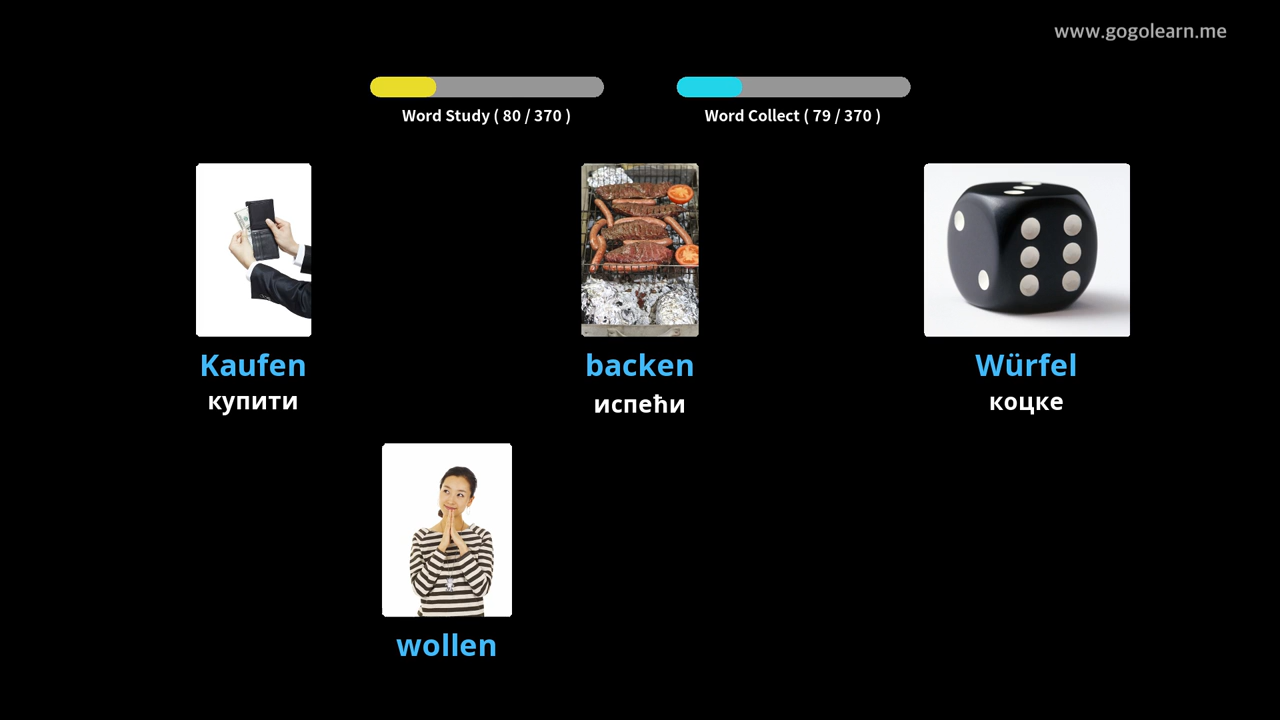 www.gogolearn.me
Word Study ( 80 / 370 )
Word Collect ( 79 / 370 )
Kaufen
купити
backen
испећи
Würfel
коцке
wollen